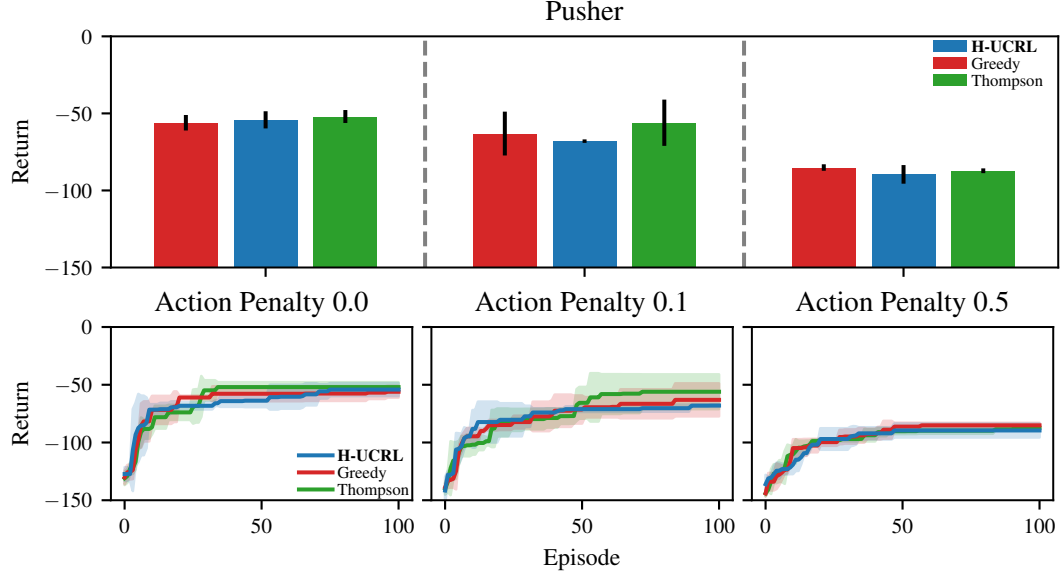 Pusher
0
−50
−100
−150
Return
H-UCRL
Greedy
Thompson
Action Penalty 0.0
Action Penalty 0.1
Action Penalty 0.5
0
−50
−100
−150
Return
H-UCRL
Greedy
Thompson
0 50 100
0 50 100
0 50 100
Episode